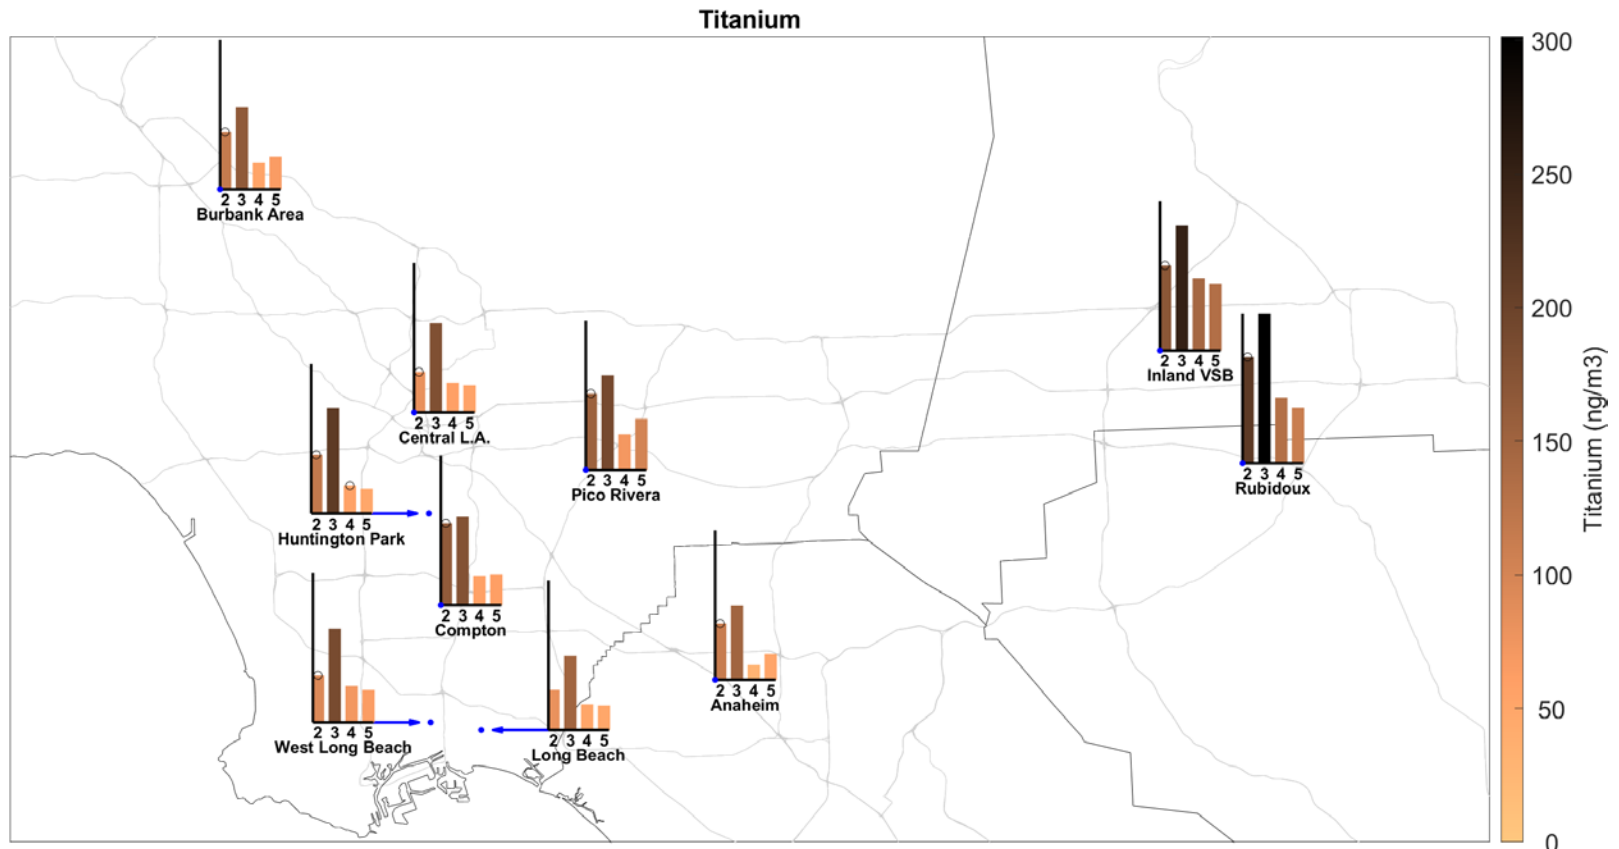 Titanium
2 3 4 5
Burbank Area
2 3 4 5
Central L.A.
2 3 4 5
Pico Rivera
2 3 4 5
Inland VSB
2 3 4 5
Rubidoux
2 3 4 5
Huntington Park
2 3 4 5
Compton
2 3 4 5
Anaheim
2 3 4 5
West Long Beach
2 3 4 5
Long Beach
300
250
200
150
100
50
0
Titanium (ng/m3)